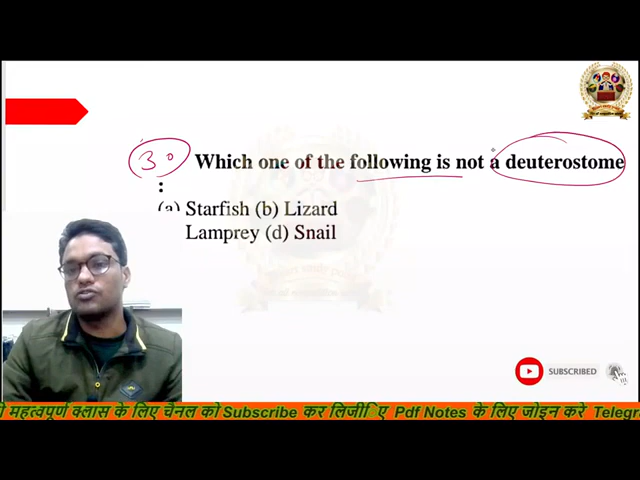 30 Which one of the following is not a deuterostome
:
(a) Starfish (b) Lizard
Lamprey (d) Snail
SUBSCRIBED
महत्वपूर्ण क्लास के लिए चैनल को Subscribe कर लिजीिए Pdf Notes के लिए जोइन करे Telegr